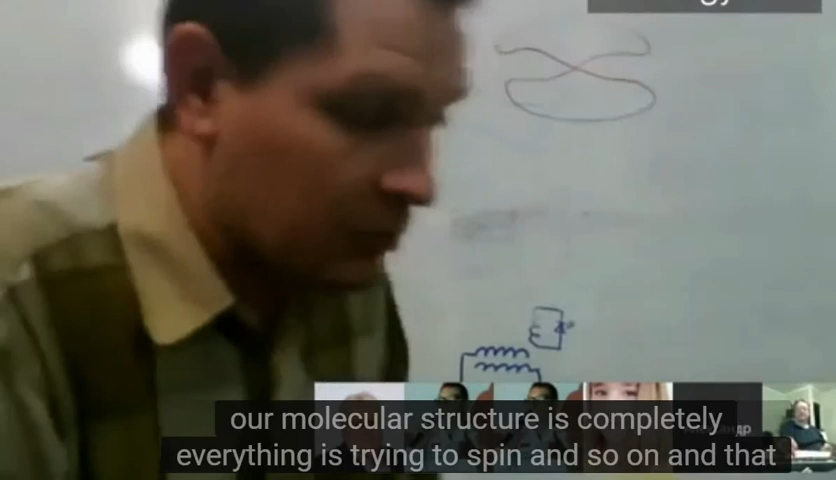 our molecular structure is completely
everything is trying to spin and so on and that